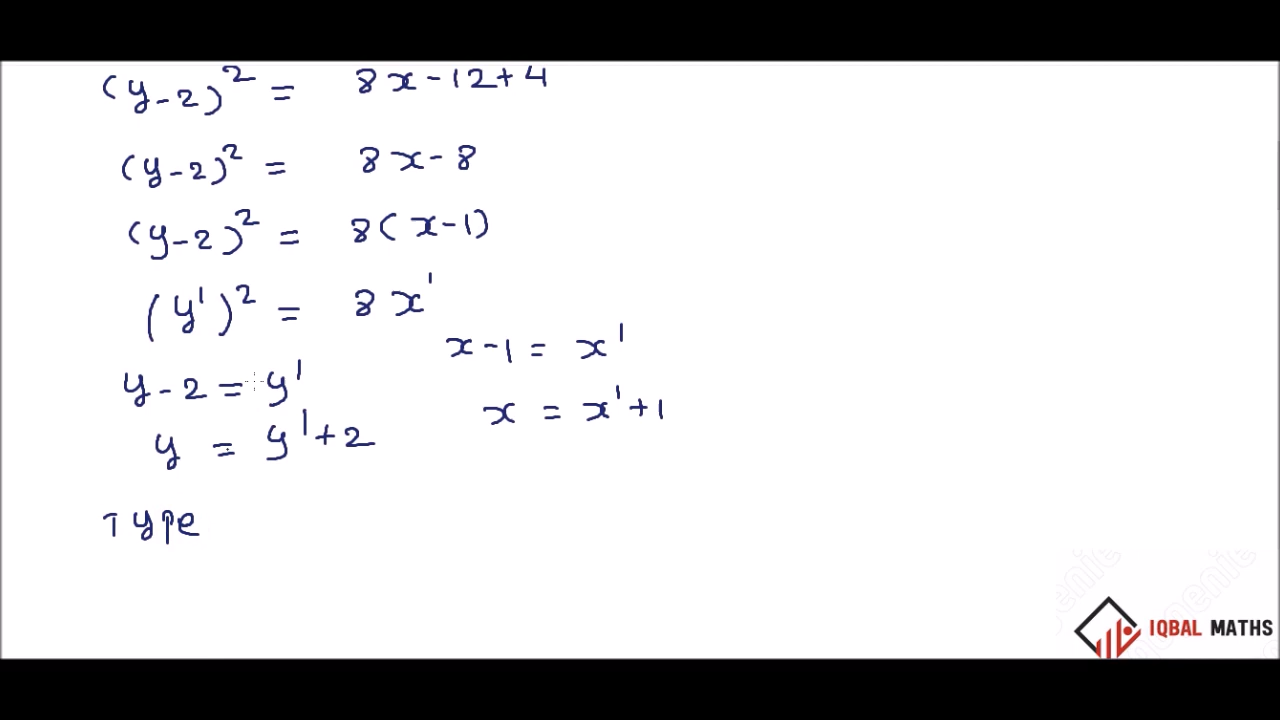 (y-2)² = 8x-12+4
(y-2)² = 8x-8
(y-2)² = 8(x-1)
(y')² = 8x'
x-1 = x'
y-2 = y'
x = x'+1
y = y'+2
Type
IQBAL MATHS